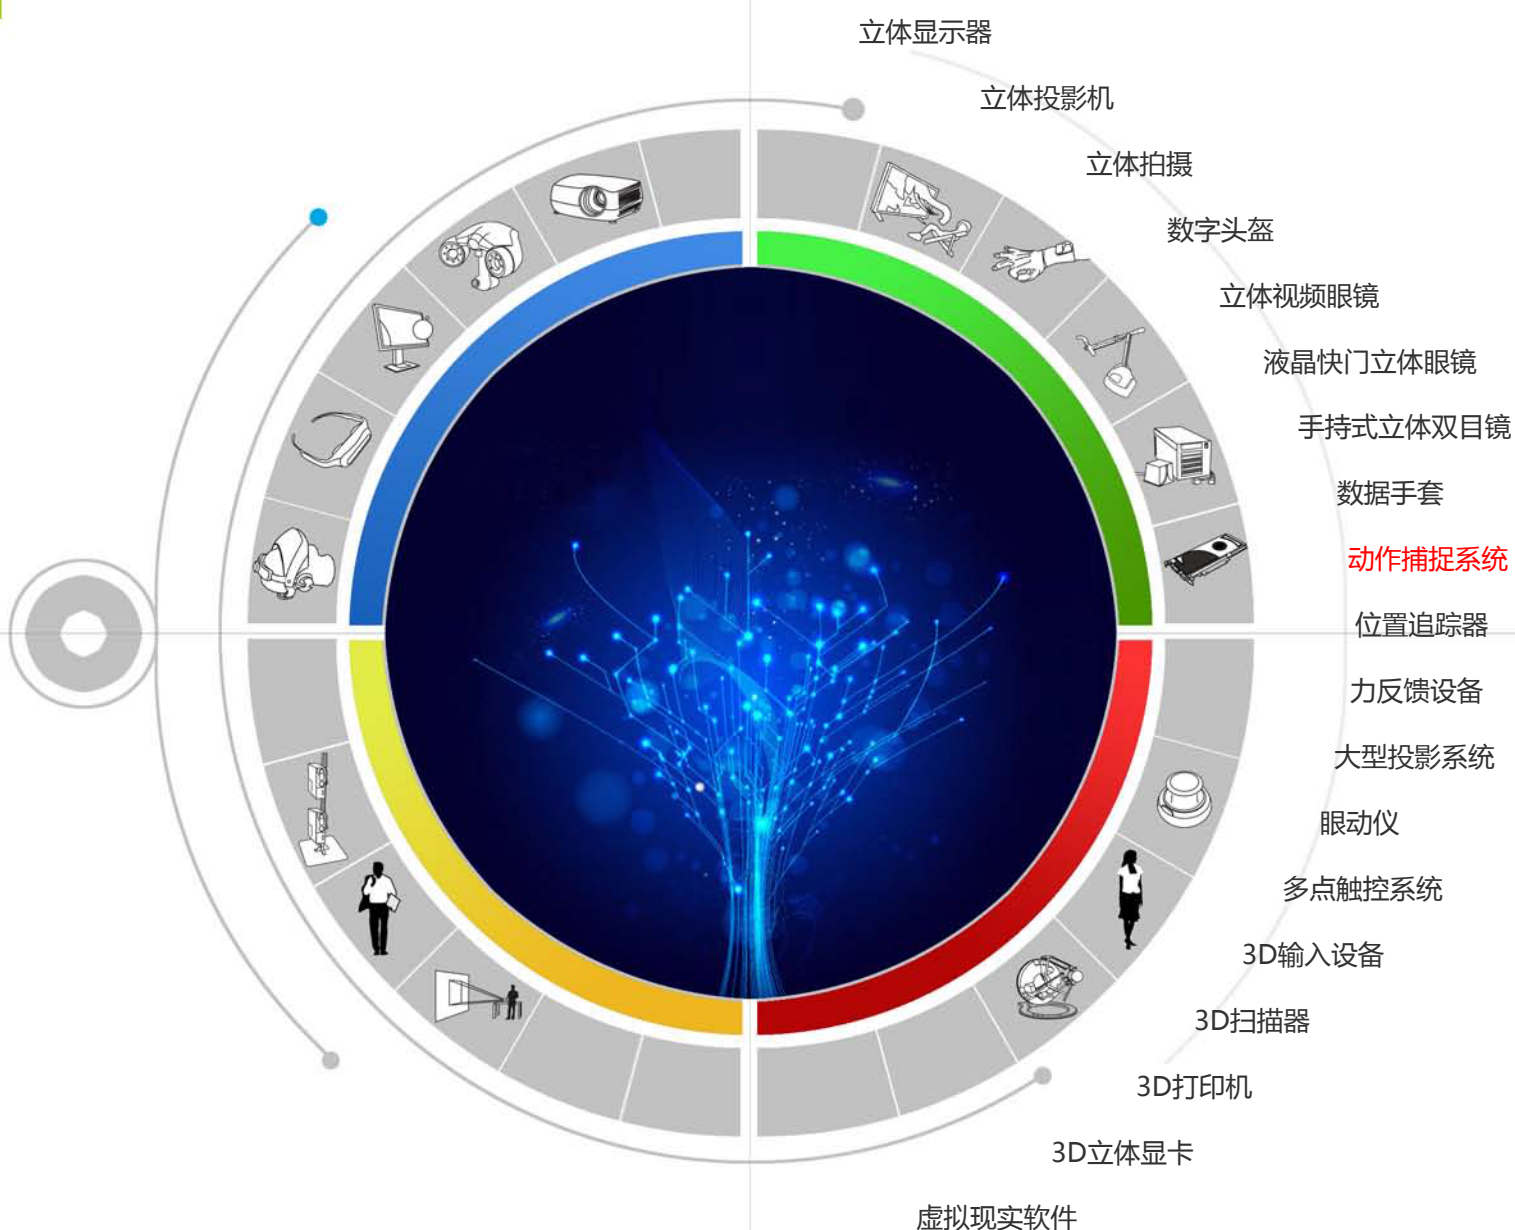 立体显示器
立体投影机
立体拍摄
数字头盔
立体视频眼镜
液晶快门立体眼镜
手持式立体双目镜
数据手套
动作捕捉系统
位置追踪器
力反馈设备
大型投影系统
眼动仪
多点触控系统
3D输入设备
3D扫描器
3D打印机
3D立体显卡
虚拟现实软件